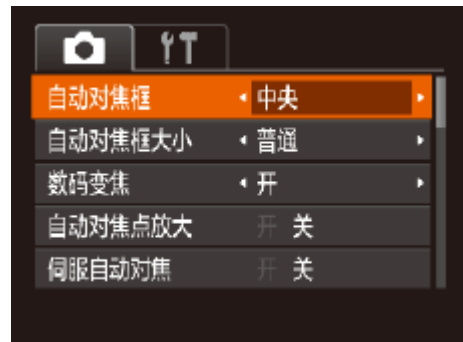 自动对焦框 中央
自动对焦框大小 普通
数码变焦 开
自动对焦点放大 开 关
伺服自动对焦 开 关